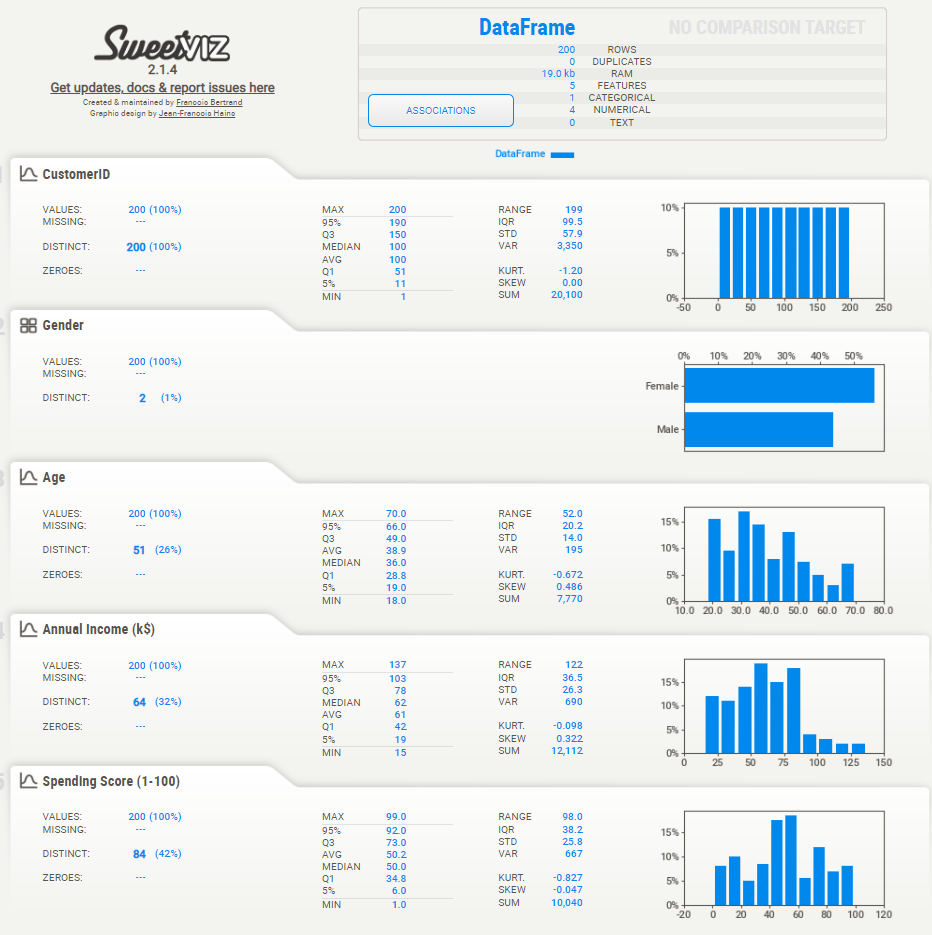 SweetVIZ
2.1.4
Get updates, docs & report issues here
Created & maintained by Francois Bertrand
Graphic design by Jean-Francois Hains
DataFrame
NO COMPARISON TARGET
200 ROWS
0 DUPLICATES
19.0 kb RAM
5 FEATURES
1 CATEGORICAL
4 NUMERICAL
0 TEXT
ASSOCIATIONS
DataFrame
CustomerID
VALUES: 200 (100%)
MISSING: ---
DISTINCT: 200 (100%)
ZEROES: ---
MAX 200
95% 190
Q3 150
MEDIAN 100
AVG 100
Q1 51
5% 11
MIN 1
RANGE 199
IQR 99.5
STD 57.9
VAR 3,350
KURT. -1.20
SKEW 0.00
SUM 20,100
10%
5%
0%
-50 0 50 100 150 200 250
2
Gender
VALUES: 200 (100%)
MISSING: ---
DISTINCT: 2 (1%)
0% 10% 20% 30% 40% 50%
Female
Male
3
Age
VALUES: 200 (100%)
MISSING: ---
DISTINCT: 51 (26%)
ZEROES: ---
MAX 70.0
95% 66.0
Q3 49.0
AVG 38.9
MEDIAN 36.0
Q1 28.8
5% 19.0
MIN 18.0
RANGE 52.0
IQR 20.2
STD 14.0
VAR 195
KURT. -0.672
SKEW 0.486
SUM 7,770
15%
10%
5%
0%
10.0 20.0 30.0 40.0 50.0 60.0 70.0 80.0
4
Annual Income (k$)
VALUES: 200 (100%)
MISSING: ---
DISTINCT: 64 (32%)
ZEROES: ---
MAX 137
95% 103
Q3 78
MEDIAN 62
AVG 61
Q1 42
5% 19
MIN 15
RANGE 122
IQR 36.5
STD 26.3
VAR 690
KURT. -0.098
SKEW 0.322
SUM 12,112
15%
10%
5%
0%
0 25 50 75 100 125 150
5
Spending Score (1-100)
VALUES: 200 (100%)
MISSING: ---
DISTINCT: 84 (42%)
ZEROES: ---
MAX 99.0
95% 92.0
Q3 73.0
AVG 50.2
MEDIAN 50.0
Q1 34.8
5% 6.0
MIN 1.0
RANGE 98.0
IQR 38.2
STD 25.8
VAR 667
KURT. -0.827
SKEW -0.047
SUM 10,040
15%
10%
5%
0%
-20 0 20 40 60 80 100 120